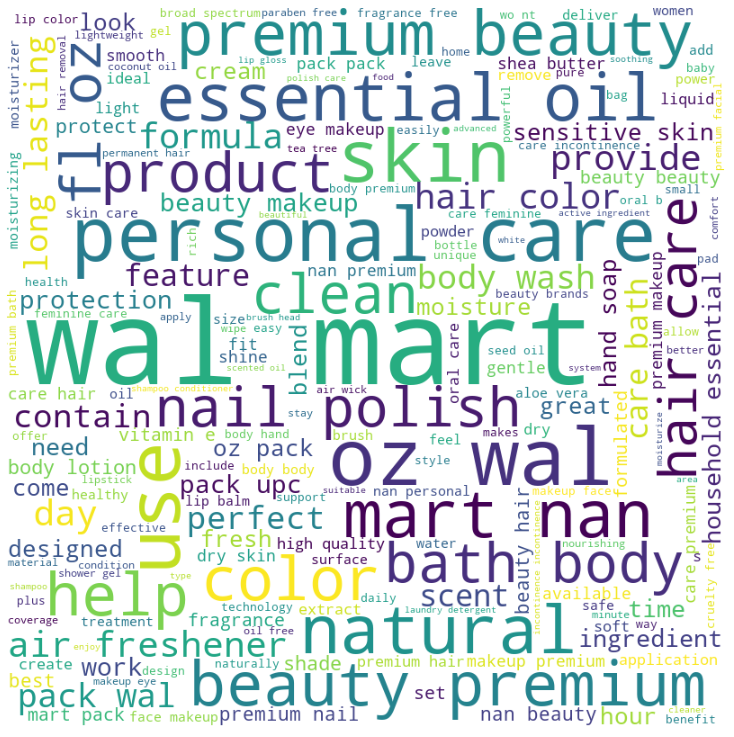 lip color
broad spectrum
paraben free
fragrance free
wo nt
deliver
women
lightweight
gel
look
premium beauty
add
moisturizer
coconut oil
hair removal
lip gloss
home
soothing
smooth
cream
pack pack
leave
shea butter
baby
oz
ideal
polish care
food
pure
remove
power
long lasting
light
essential oil
bag
liquid
protect
formula
eye makeup
easily
advanced
powerful
sensitive skin
premium facial
permanent hair
tea tree
care incontinence
fl
product
skin
provide
moisturizing
body premium
hair color
beauty beauty
beauty makeup
oral b
small
skin care
beautiful
care feminine
active ingredient
comfort
rich
powder
bottle
unique
personal care
white
pad
health
feature
nan premium
clean
body wash
hair care
protection
feminine care
apply
size
brush head
moisture
beauty brands
hand soap
care bath
premium makeup
allow
household essential
premium bath
wipe
easy
fit
blend
seed oil
better
wal mart
shine
gentle
system
scented oil
oral care
care hair
oil
shampoo conditioner
air wick
aloe vera
contain
nail polish
stay
great
offer
vitamin e
body hand
brush
makes
dry
formulated
moisturize
need
use
include
feel
oz wal
body lotion
lipstick
oz pack
body body
style
area
come
healthy
pack upc
lip balm
support
suitable
nan personal
makeup face
effective
water
mart nan
day
perfect
fresh
high quality
nourishing
beauty hair
incontinence incontinence
care premium
s
designed
material
condition
dry skin
surface
bath body
shower gel
type
color
scent
available
cruelty free
shampoo
help
technology
extract
daily
laundry detergent
safe
minute
time
plus
treatment
fragrance
coverage
oil free
natural
soft
way
ingredient
air freshener
enjoy
create
work
design
naturally
shade
premium hair
makeup premium
application
best
makeup eye
beauty premium
cleaner
pack wal
set
hour
mart pack
face makeup
premium nail
nan beauty
benefit